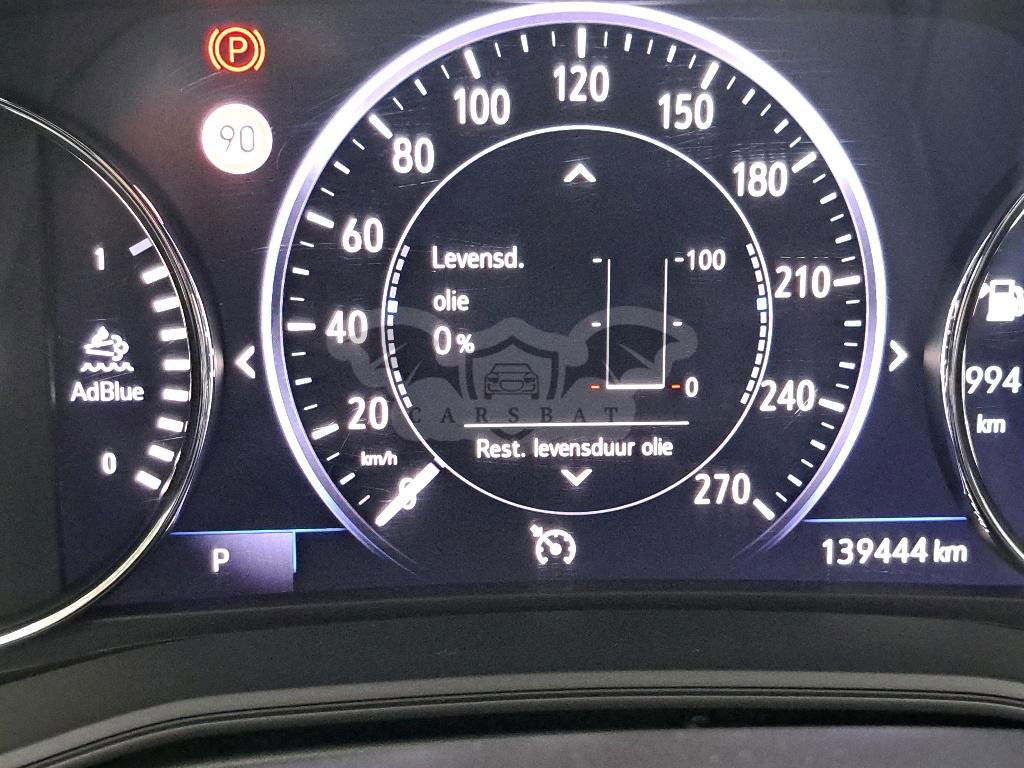 P
90
1
AdBlue
0
P
0
20
40
60
80
100
120
150
180
210
240
270
km/h
Levensd.
olie
0 %
100
0
Rest. levensduur olie
CARSBAT
994
km
139444 km